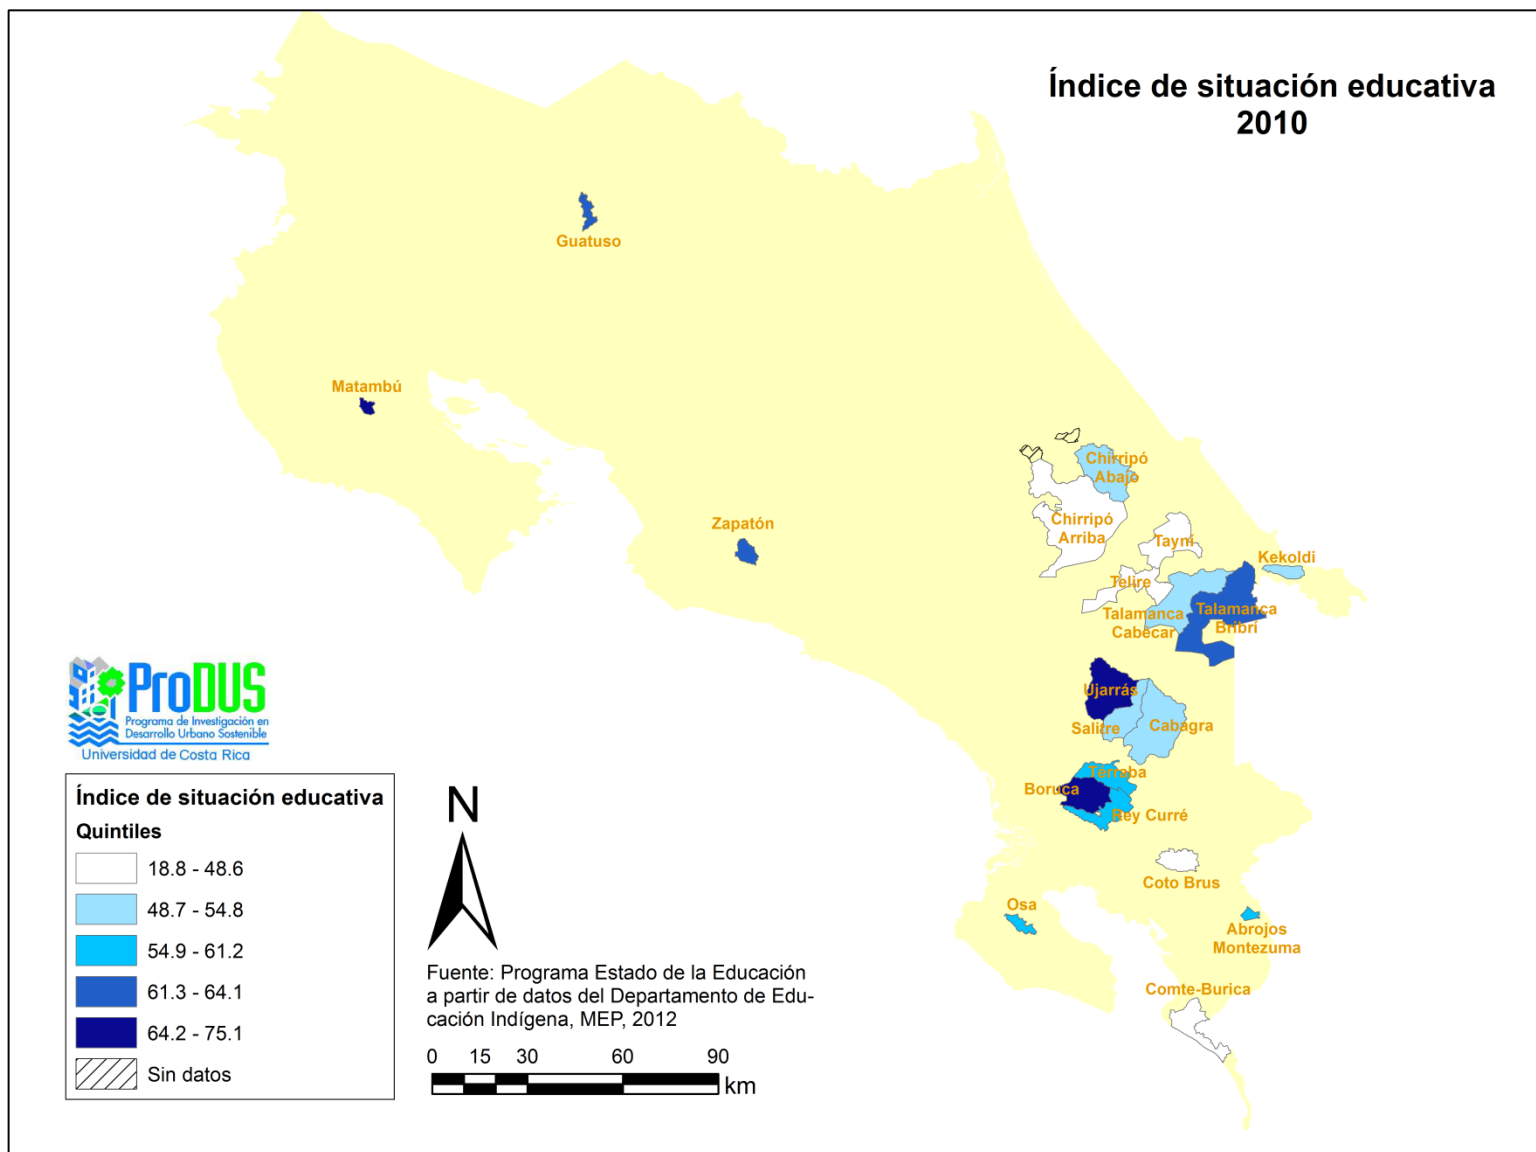 Índice de situación educativa
2010
Guatuso
Matambú
Zapatón
Chirripó
Abajo
Chirripó
Arriba
Tayní
Kekoldi
Telire
Talamanca
Cabécar
Talamanca
Bribrí
Ujarrás
Salitre
Cabagra
Térraba
Boruca
Rey Curré
Coto Brus
Osa
Abrojos
Montezuma
Comte-Burica
ProDUS
Programa de Investigación en
Desarrollo Urbano Sostenible
Universidad de Costa Rica
Índice de situación educativa
Quintiles
18.8 - 48.6
48.7 - 54.8
54.9 - 61.2
61.3 - 64.1
64.2 - 75.1
Sin datos
N
Fuente: Programa Estado de la Educación
a partir de datos del Departamento de Edu-
cación Indígena, MEP, 2012
0 15 30 60 90
km